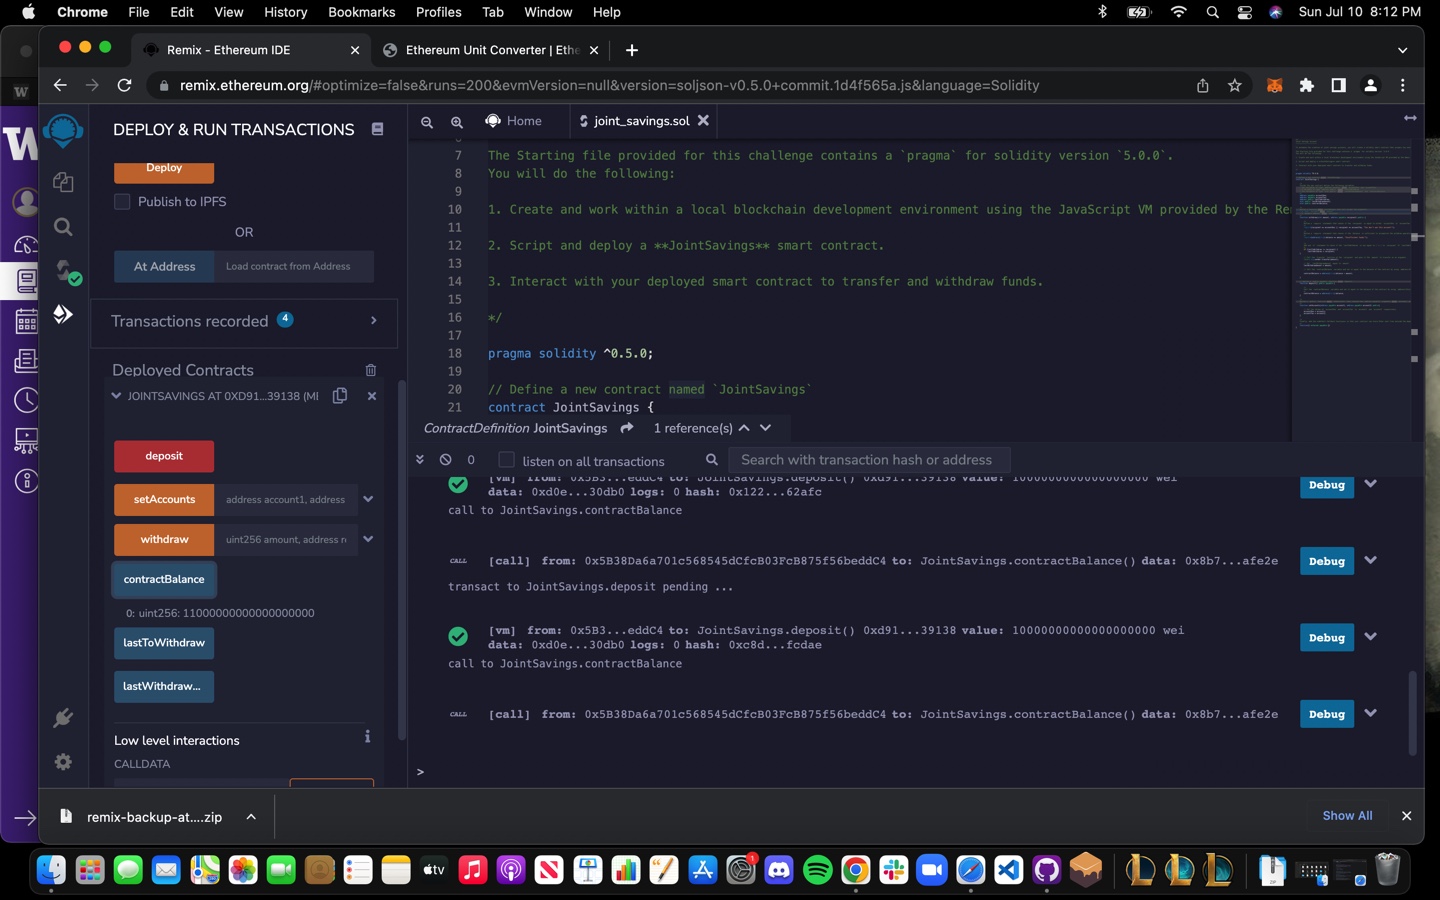 Chrome File Edit View History Bookmarks Profiles Tab Window Help Sun Jul 10 8:12 PM
Remix - Ethereum IDE
Ethereum Unit Converter | Ethe
remix.ethereum.org/#optimize=false&runs=200&evmVersion=null&version=soljson-v0.5.0+commit.1d4f565a.js&language=Solidity
W
W
DEPLOY & RUN TRANSACTIONS
Deploy
Publish to IPFS
OR
At Address Load contract from Address
Transactions recorded 4
Deployed Contracts
JOINTSAVINGS AT 0XD91...39138 (ME
deposit
setAccounts address account1, address
withdraw uint256 amount, address re
contractBalance
0: uint256: 11000000000000000000
lastToWithdraw
lastWithdraw...
Low level interactions
CALLDATA
Home joint_savings.sol
7 The Starting file provided for this challenge contains a `pragma` for solidity version `5.0.0`.
8 You will do the following:
9
10 1. Create and work within a local blockchain development environment using the JavaScript VM provided by the Re
11
12 2. Script and deploy a **JointSavings** smart contract.
13
14 3. Interact with your deployed smart contract to transfer and withdraw funds.
15
16 */
17
18 pragma solidity ^0.5.0;
19
20 // Define a new contract named `JointSavings`
21 contract JointSavings {
ContractDefinition JointSavings 1 reference(s)
0 listen on all transactions Search with transaction hash or address
[vm] from: 0x5B3...eddC4 to: JointSavings.deposit() 0xd91...39138 value: 1000000000000000000 wei
data: 0xd0e...30db0 logs: 0 hash: 0x122...62afc
Debug
call to JointSavings.contractBalance
CALL [call] from: 0x5B38Da6a701c568545dCfcB03FcB875f56beddC4 to: JointSavings.contractBalance() data: 0x8b7...afe2e Debug
transact to JointSavings.deposit pending ...
[vm] from: 0x5B3...eddC4 to: JointSavings.deposit() 0xd91...39138 value: 10000000000000000000 wei
data: 0xd0e...30db0 logs: 0 hash: 0xc8d...fcdae
Debug
call to JointSavings.contractBalance
CALL [call] from: 0x5B38Da6a701c568545dCfcB03FcB875f56beddC4 to: JointSavings.contractBalance() data: 0x8b7...afe2e Debug
>
remix-backup-at....zip
Show All
tv
1